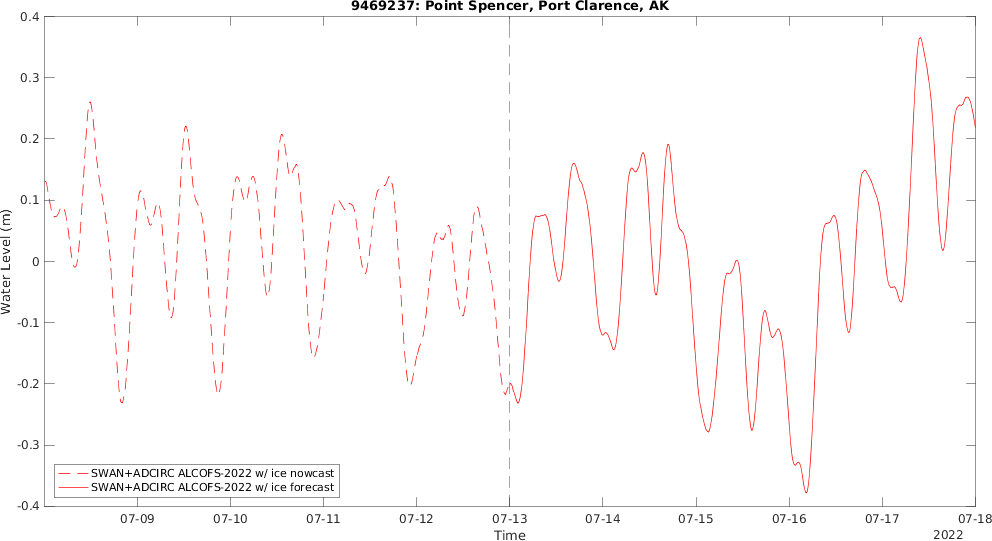 9469237: Point Spencer, Port Clarence, AK
0.4
0.3
0.2
0.1
0
-0.1
-0.2
-0.3
-0.4
Water Level (m)
SWAN+ADCIRC ALCOFS-2022 w/ ice nowcast
SWAN+ADCIRC ALCOFS-2022 w/ ice forecast
07-09 07-10 07-11 07-12 07-13 07-14 07-15 07-16 07-17 07-18
Time
2022